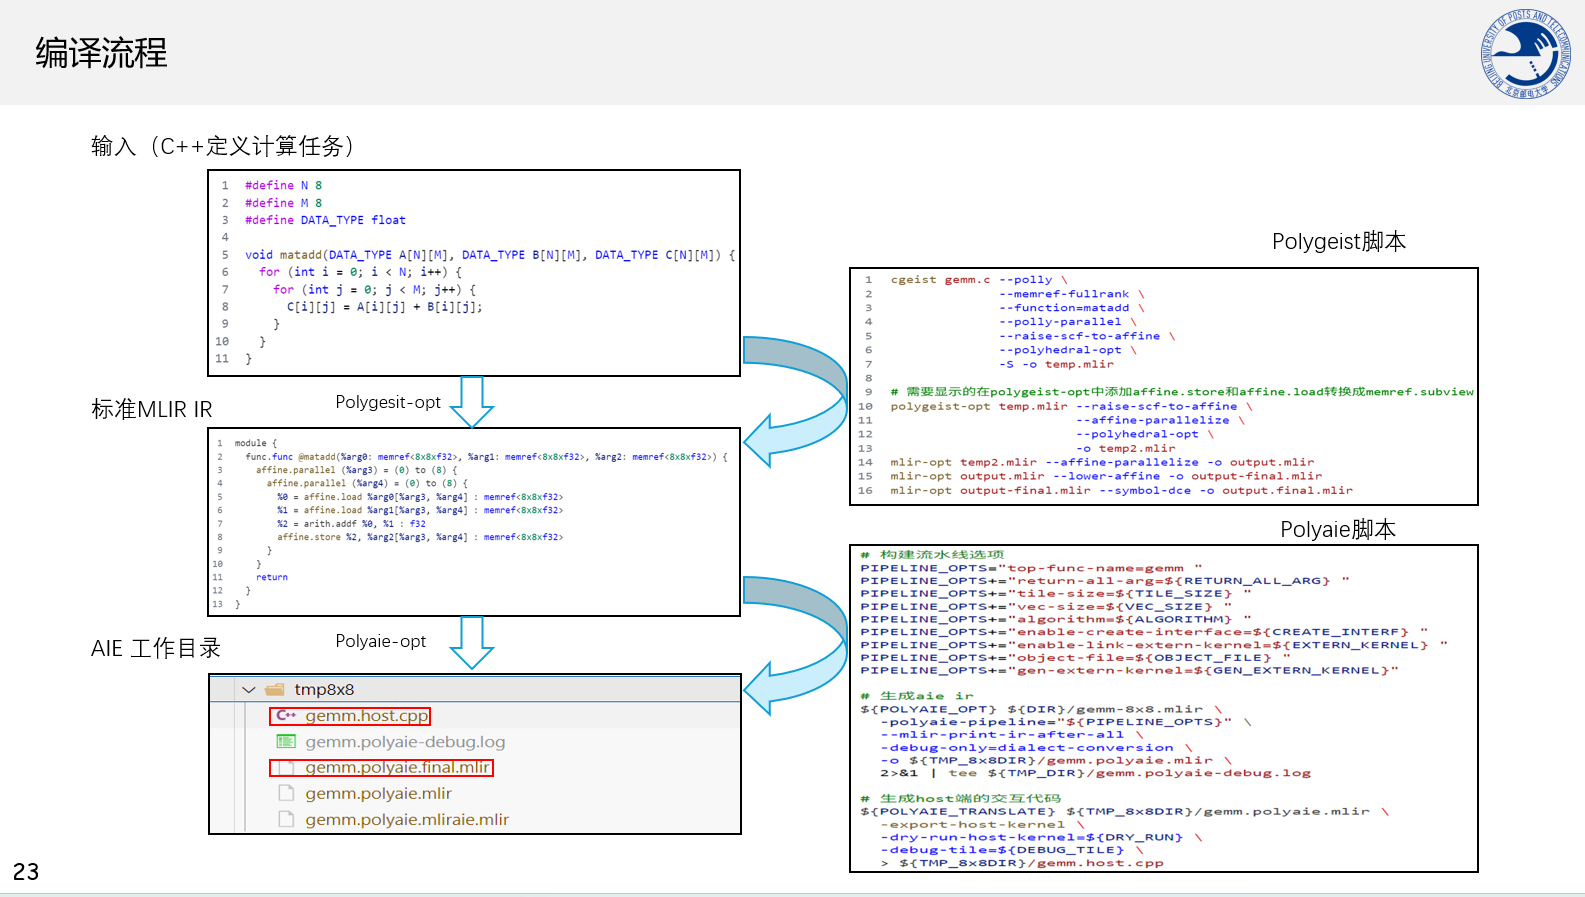 编译流程
BEIJING UNIVERSITY OF POSTS AND TELECOMMUNICATIONS
北京邮电大学
输入（C++定义计算任务）
1 #define N 8
2 #define M 8
3 #define DATA_TYPE float
4
5 void matadd(DATA_TYPE A[N][M], DATA_TYPE B[N][M], DATA_TYPE C[N][M]) {
6 for (int i = 0; i < N; i++) {
7 for (int j = 0; j < M; j++) {
8 C[i][j] = A[i][j] + B[i][j];
9 }
10 }
11 }
Polygesit-opt
标准MLIR IR
1 module {
2 func.func @matadd(%arg0: memref<8x8xf32>, %arg1: memref<8x8xf32>, %arg2: memref<8x8xf32>) {
3 affine.parallel (%arg3) = (0) to (8) {
4 affine.parallel (%arg4) = (0) to (8) {
5 %0 = affine.load %arg0[%arg3, %arg4] : memref<8x8xf32>
6 %1 = affine.load %arg1[%arg3, %arg4] : memref<8x8xf32>
7 %2 = arith.addf %0, %1 : f32
8 affine.store %2, %arg2[%arg3, %arg4] : memref<8x8xf32>
9 }
10 }
11 return
12 }
13 }
Polyaie-opt
AIE 工作目录
tmp8x8
C++ gemm.host.cpp
gemm.polyaie-debug.log
gemm.polyaie.final.mlir
gemm.polyaie.mlir
gemm.polyaie.mliraie.mlir
Polygeist脚本
1 cgeist gemm.c --polly \
2 --memref-fullrank \
3 --function=matadd \
4 --polly-parallel \
5 --raise-scf-to-affine \
6 --polyhedral-opt \
7 -S -o temp.mlir
8
9 # 需要显示的在polygeist-opt中添加affine.store和affine.load转换成memref.subview
10 polygeist-opt temp.mlir --raise-scf-to-affine \
11 --affine-parallelize \
12 --polyhedral-opt \
13 -o temp2.mlir
14 mlir-opt temp2.mlir --affine-parallelize -o output.mlir
15 mlir-opt output.mlir --lower-affine -o output-final.mlir
16 mlir-opt output-final.mlir --symbol-dce -o output.final.mlir
Polyaie脚本
# 构建流水线选项
PIPELINE_OPTS="top-func-name=gemm "
PIPELINE_OPTS+="return-all-arg=${RETURN_ALL_ARG} "
PIPELINE_OPTS+="tile-size=${TILE_SIZE} "
PIPELINE_OPTS+="vec-size=${VEC_SIZE} "
PIPELINE_OPTS+="algorithm=${ALGORITHM} "
PIPELINE_OPTS+="enable-create-interface=${CREATE_INTERF} "
PIPELINE_OPTS+="enable-link-extern-kernel=${EXTERN_KERNEL} "
PIPELINE_OPTS+="object-file=${OBJECT_FILE} "
PIPELINE_OPTS+="gen-extern-kernel=${GEN_EXTERN_KERNEL}"
# 生成aie ir
${POLYAIE_OPT} ${DIR}/gemm-8x8.mlir \
-polyaie-pipeline="${PIPELINE_OPTS}" \
--mlir-print-ir-after-all \
-debug-only=dialect-conversion \
-o ${TMP_8x8DIR}/gemm.polyaie.mlir \
2>&1 | tee ${TMP_DIR}/gemm.polyaie-debug.log
# 生成host端的交互代码
${POLYAIE_TRANSLATE} ${TMP_8x8DIR}/gemm.polyaie.mlir \
-export-host-kernel \
-dry-run-host-kernel=${DRY_RUN} \
-debug-tile=${DEBUG_TILE} \
> ${TMP_8x8DIR}/gemm.host.cpp
23